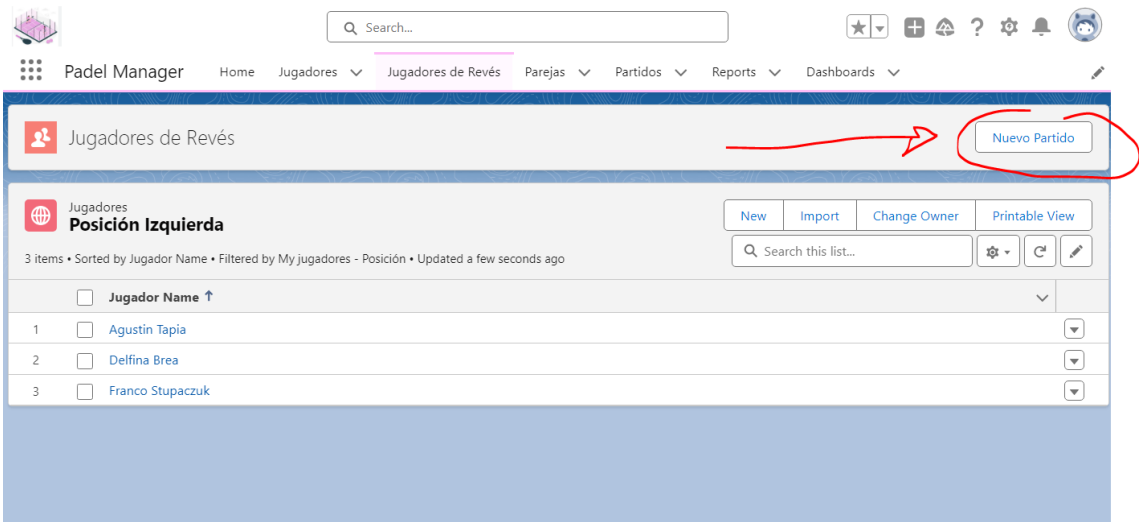 Search...
Padel Manager Home Jugadores Jugadores de Revés Parejas Partidos Reports Dashboards
Jugadores de Revés Nuevo Partido
Jugadores
Posición Izquierda
New Import Change Owner Printable View
3 items • Sorted by Jugador Name • Filtered by My jugadores - Posición • Updated a few seconds ago
Search this list...
Jugador Name
1 Agustin Tapia
2 Delfina Brea
3 Franco Stupaczuk